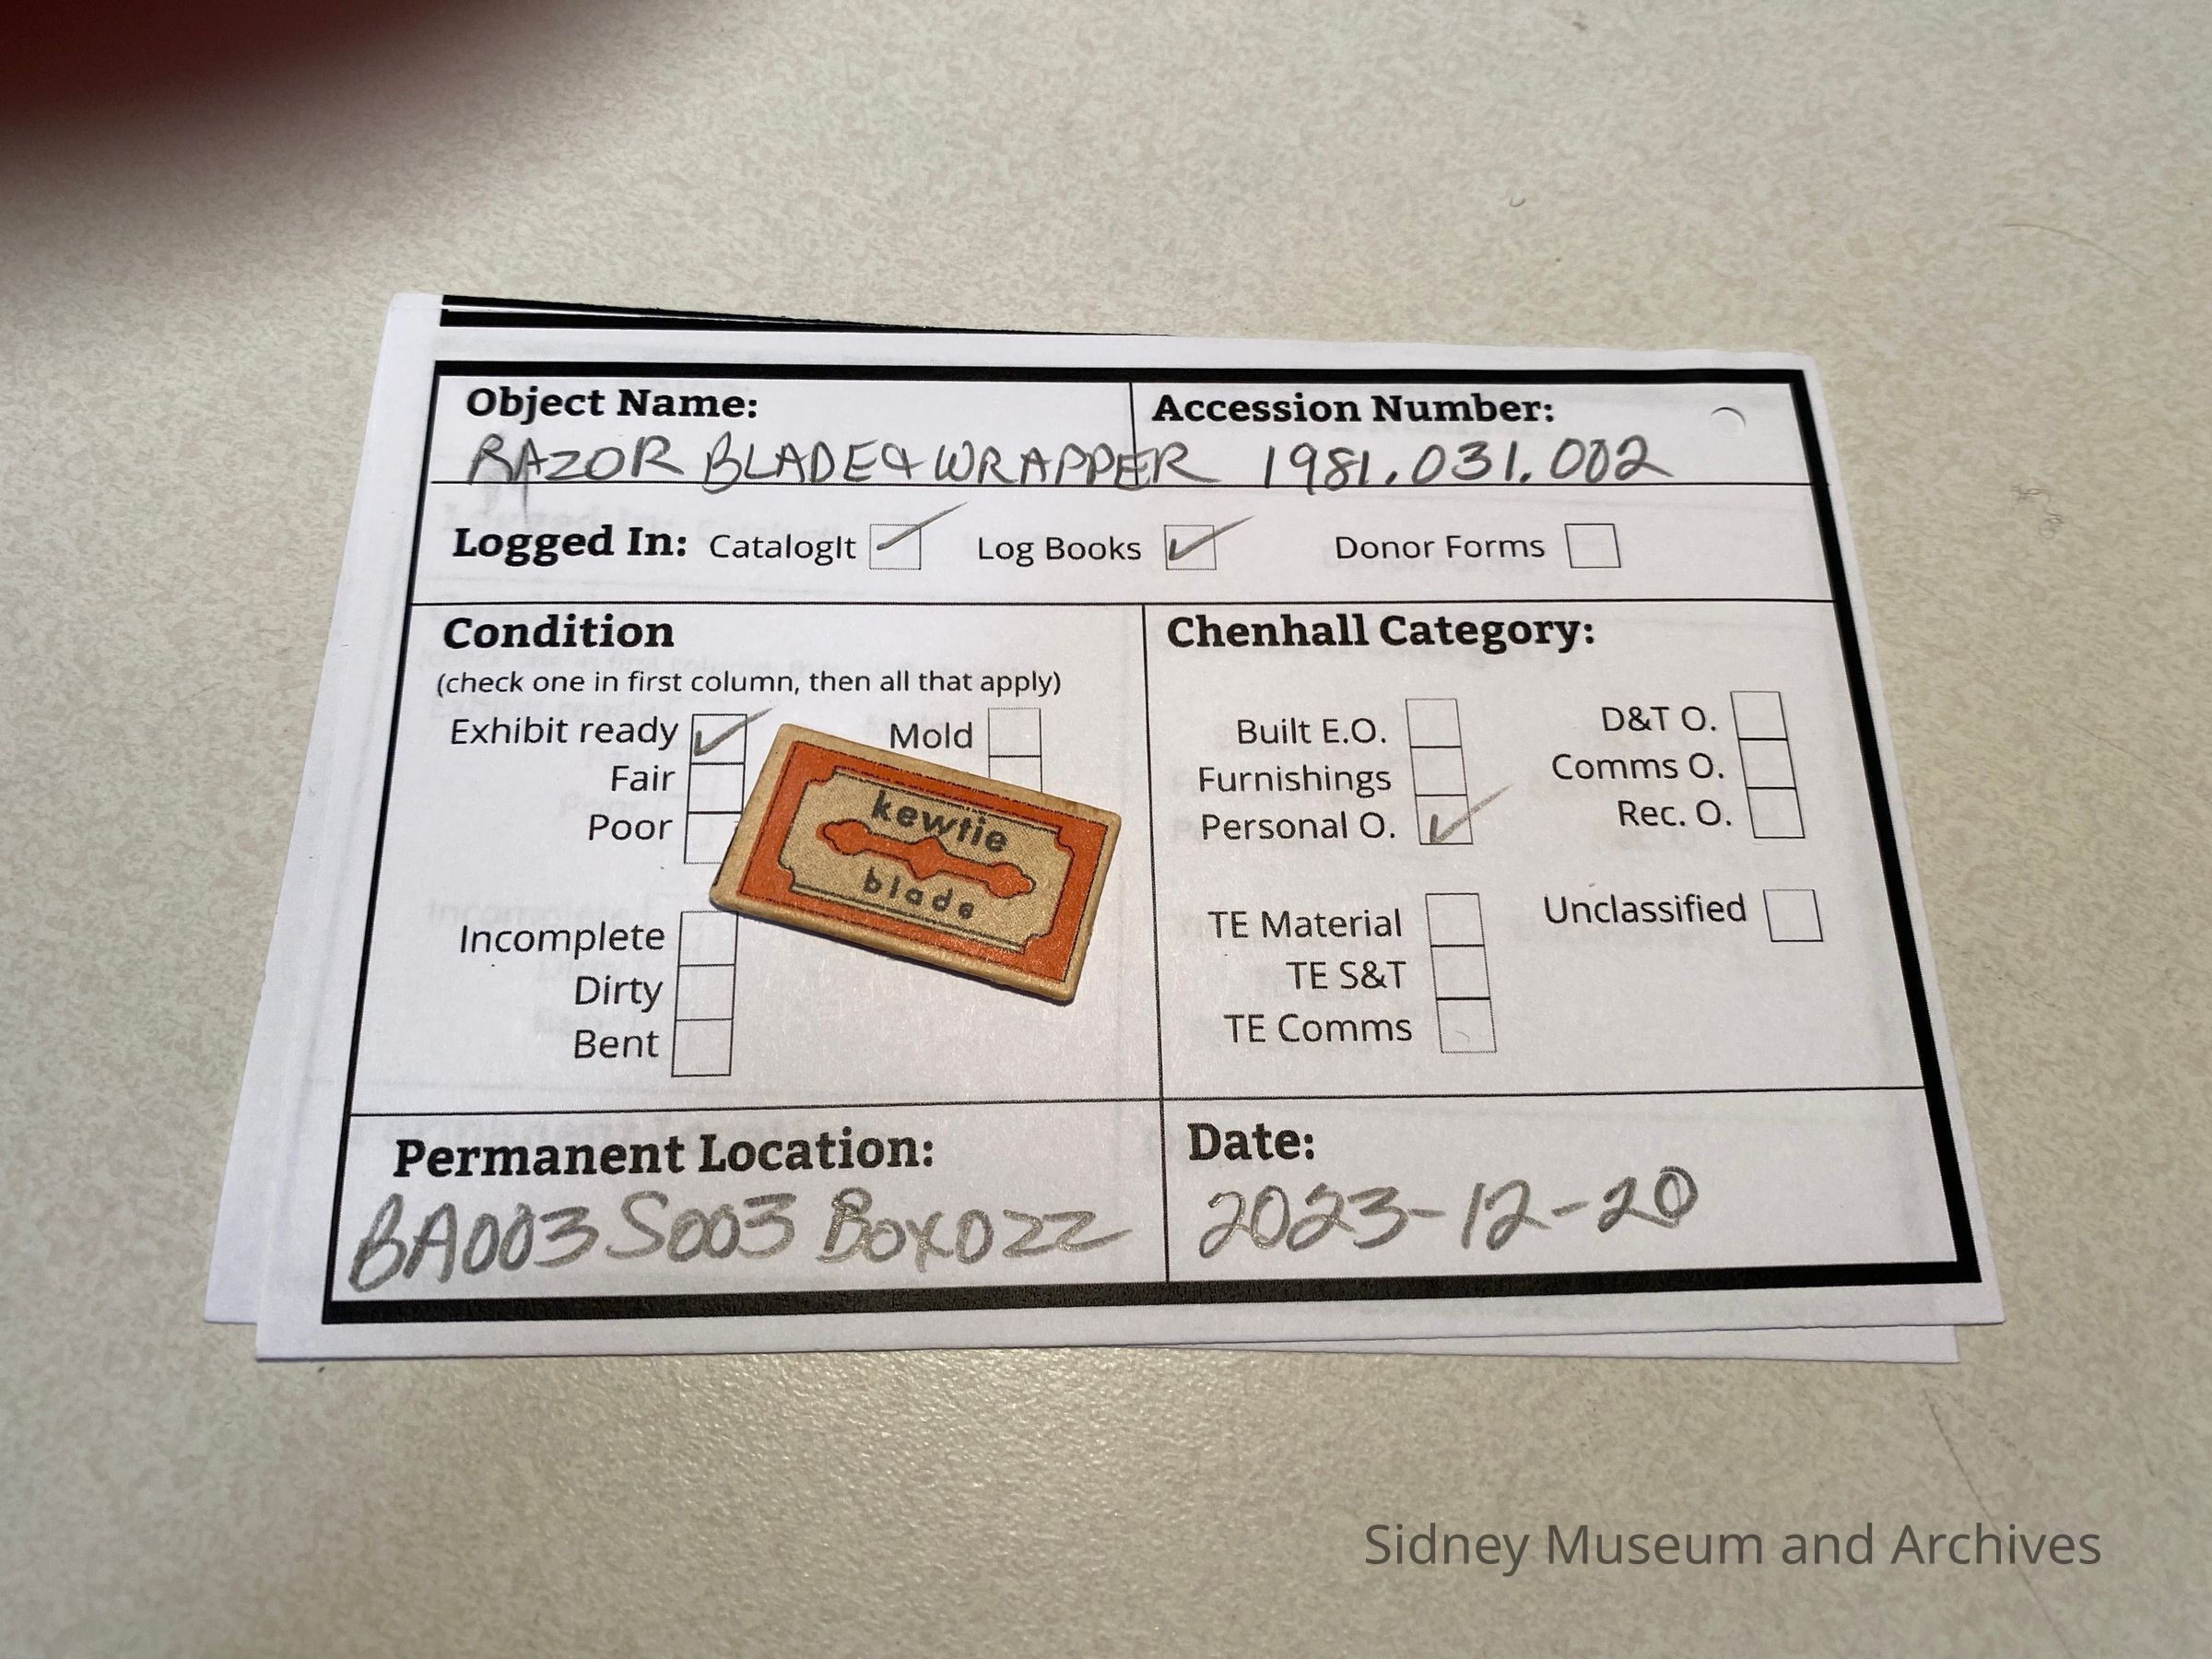 Object Name: Accession Number:
RAZOR BLADE & WRAPPER 1981.031.002
Logged In: CatalogIt Log Books Donor Forms
Condition
(check one in first column, then all that apply)
Exhibit ready
Mold
Fair
Poor
Incomplete
Dirty
Bent
kewtie
blade
Chenhall Category:
Built E.O. D&T O.
Furnishings Comms O.
Personal O. Rec. O.
TE Material Unclassified
TE S&T
TE Comms
Permanent Location:
BA003 S003 Box022
Date:
2023-12-20
Sidney Museum and Archives